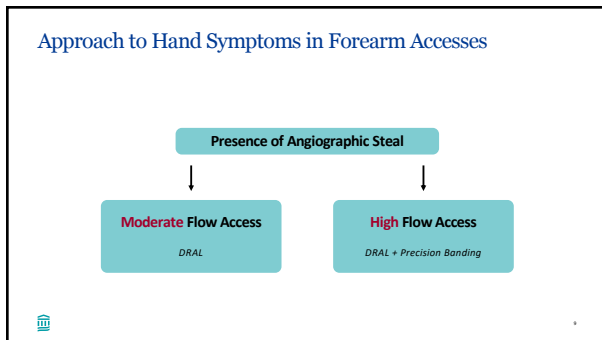 Approach to Hand Symptoms in Forearm Accesses
Presence of Angiographic Steal
Moderate Flow Access
DRAL
High Flow Access
DRAL + Precision Banding